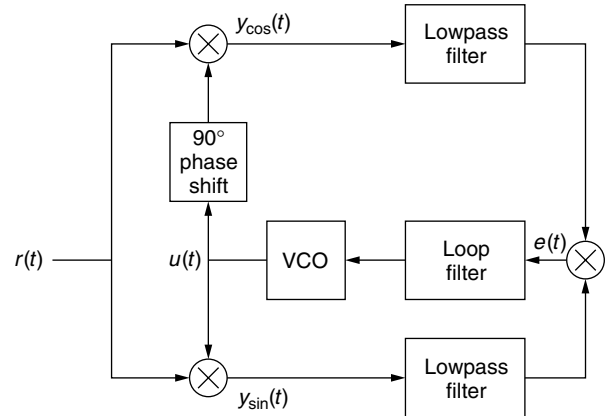 y_cos(t)
Lowpass
filter
90°
phase
shift
r(t)
u(t)
VCO
Loop
filter
e(t)
y_sin(t)
Lowpass
filter